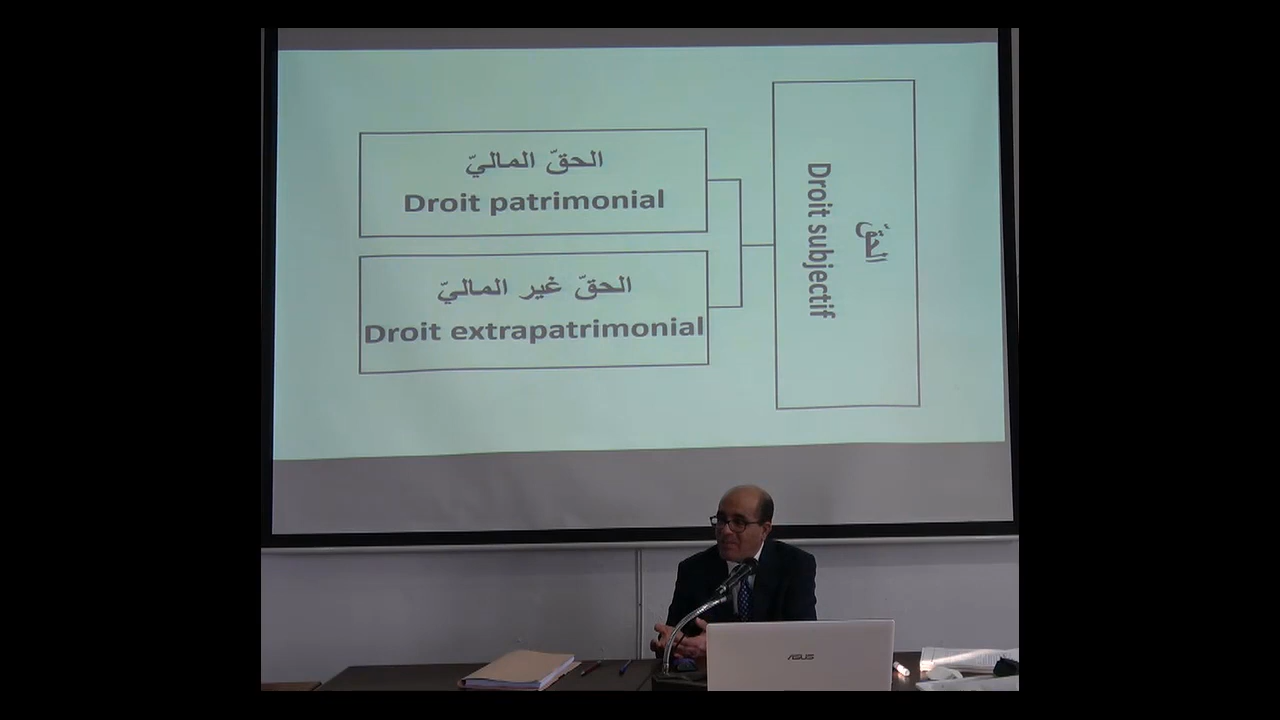 الحقّ
Droit subjectif
الحقّ الماليّ
Droit patrimonial
الحقّ غير الماليّ
Droit extrapatrimonial
ASUS